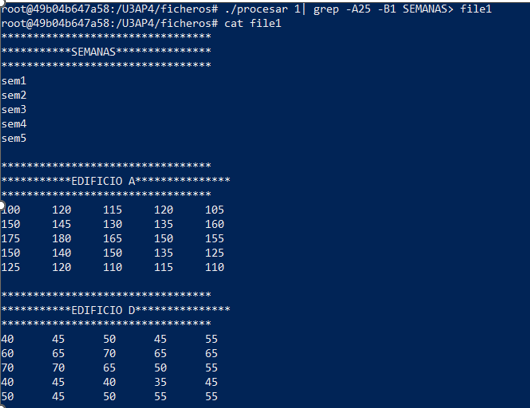 root@49b04b647a58:/U3AP4/ficheros# ./procesar 1| grep -A25 -B1 SEMANAS> file1
root@49b04b647a58:/U3AP4/ficheros# cat file1
*********************************
***********SEMANAS***************
*********************************
sem1
sem2
sem3
sem4
sem5
*********************************
***********EDIFICIO A***************
*********************************
100 120 115 120 105
150 145 130 135 160
175 180 165 150 155
150 140 150 135 125
125 120 110 115 110
*********************************
***********EDIFICIO D***************
*********************************
40 45 50 45 55
60 65 70 65 65
70 70 65 50 55
40 45 40 35 45
50 45 50 55 55